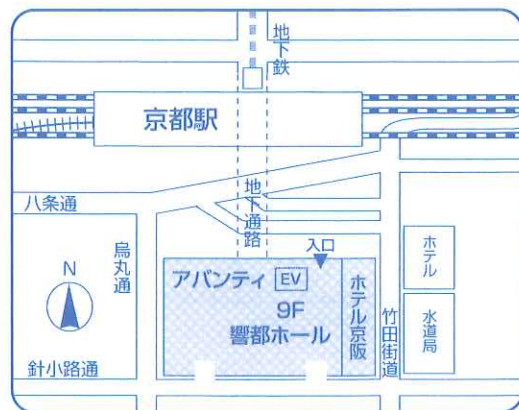 地下鉄
京都駅
地下通路
八条通
烏丸通
入口
アバンティ EV
9F
響都ホール
ホテル京阪
竹田街道
ホテル
水道局
N
針小路通